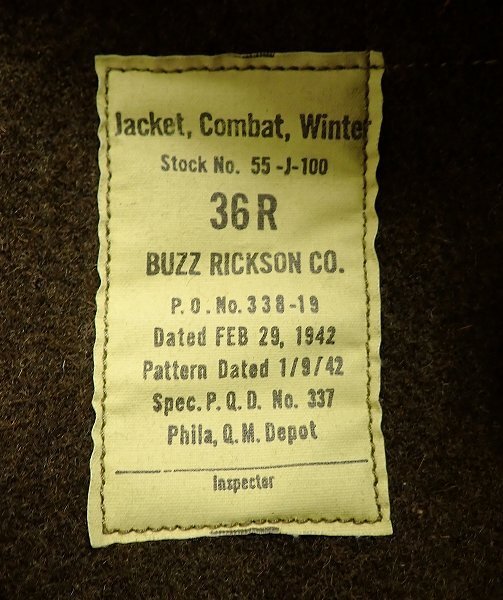 Jacket, Combat, Winter
Stock No. 55-J-100
36R
BUZZ RICKSON CO.
P.O.No.338-19
Dated FEB 29, 1942
Pattern Dated 1/9/42
Spec.P.Q.D. No. 337
Phila, Q.M.Depot
Inspector